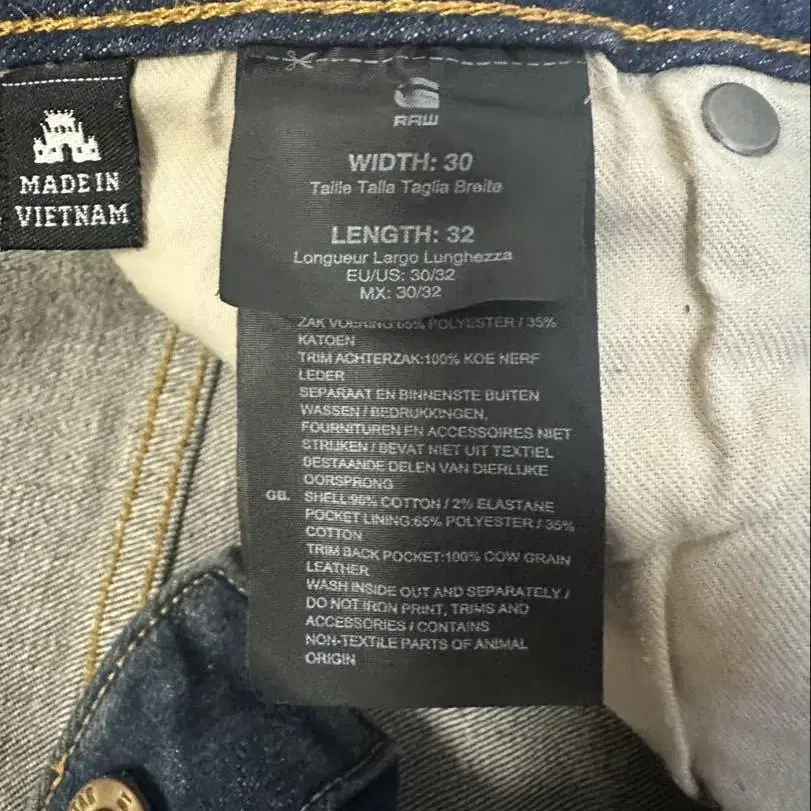 MADE IN
VIETNAM
RAW
WIDTH: 30
Taille Talla Taglia Breite
LENGTH: 32
Longueur Largo Lunghezza
EU/US: 30/32
MX: 30/32
ZAK VOERING:65% POLYESTER / 35%
KATOEN
TRIM ACHTERZAK:100% KOE NERF
LEDER
SEPARAAT EN BINNENSTE BUITEN
WASSEN / BEDRUKKINGEN,
FOURNITUREN EN ACCESSOIRES NIET
STRIJKEN / BEVAT NIET UIT TEXTIEL
BESTAANDE DELEN VAN DIERLIJKE
OORSPRONG
GB. SHELL:98% COTTON / 2% ELASTANE
POCKET LINING:65% POLYESTER / 35%
COTTON
TRIM BACK POCKET:100% COW GRAIN
LEATHER
WASH INSIDE OUT AND SEPARATELY /
DO NOT IRON PRINT, TRIMS AND
ACCESSORIES / CONTAINS
NON-TEXTILE PARTS OF ANIMAL
ORIGIN